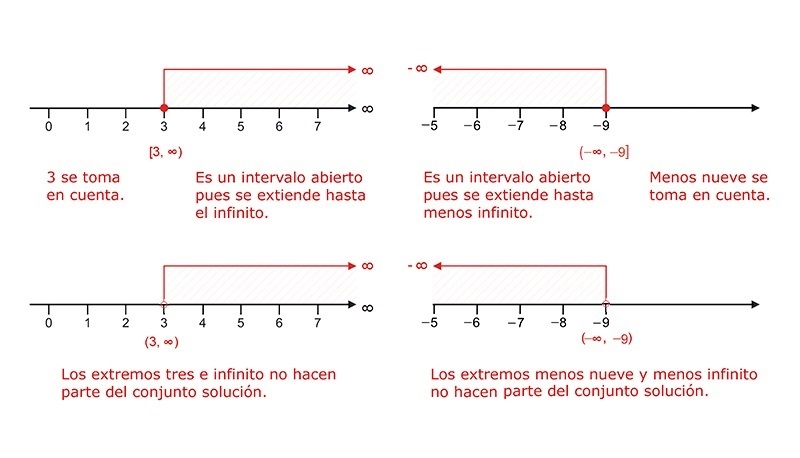 ∞
∞
0 1 2 3 4 5 6 7
[3, ∞)
3 se toma
en cuenta.
Es un intervalo abierto
pues se extiende hasta
el infinito.
- ∞
−5 −6 −7 −8 −9
(−∞, −9]
Es un intervalo abierto
pues se extiende hasta
menos infinito.
Menos nueve se
toma en cuenta.
∞
∞
0 1 2 3 4 5 6 7
(3, ∞)
Los extremos tres e infinito no hacen
parte del conjunto solución.
- ∞
−5 −6 −7 −8 −9
(−∞, −9)
Los extremos menos nueve y menos infinito
no hacen parte del conjunto solución.